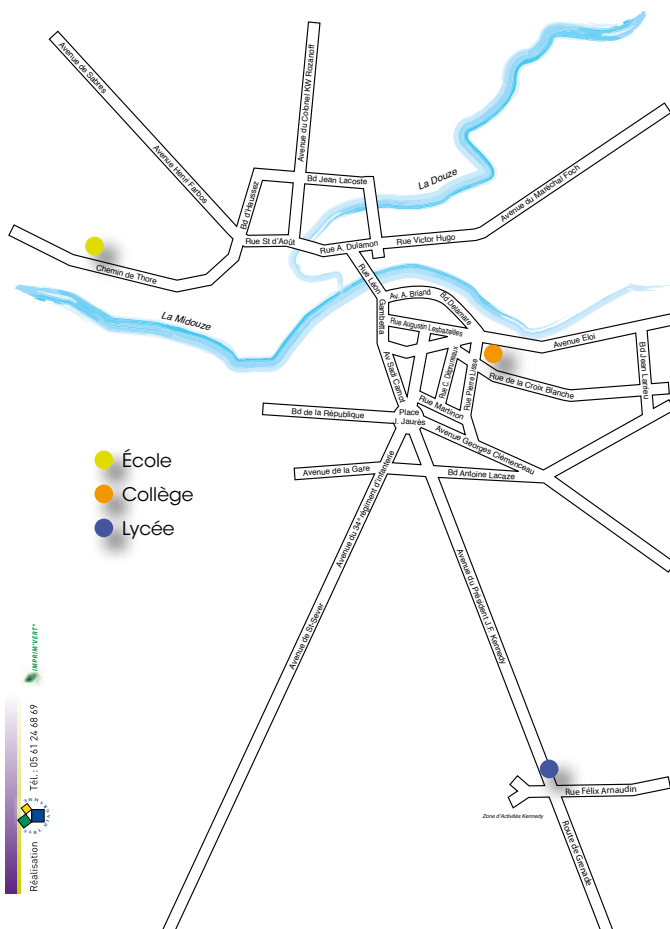 Avenue de Sabres
Avenue du Colonel KW Rozanoff
Avenue Henri Farbos
Bd d'Haussez
Bd Jean Lacoste
La Douze
Avenue du Maréchal Foch
Rue St d'Août
Rue A. Dulamon
Rue Victor Hugo
Chemin de Thore
Rue Léon
Gambetta
La Midouze
Av. A. Briand
Bd Delamarre
Rue Augustin Lesbazelles
Avenue Eloi
Bd Jean Larrieu
Av Sadi Carnot
Rue C. Despruneaux
Rue Pierre Lisse
Rue de la Croix Blanche
Rue Martinon
Bd de la République
Place
J. Jaurès
Avenue Georges Clémenceau
École
Collège
Lycée
Avenue de la Gare
Bd Antoine Lacaze
Avenue du 34e régiment d'infanterie
Avenue de St-Sever
Avenue du Président J.F. Kennedy
Rue Félix Arnaudin
Zone d'Activités Kennedy
Route de Grenade
IMPRIM'VERT®
Réalisation
Tél. : 05 61 24 68 69